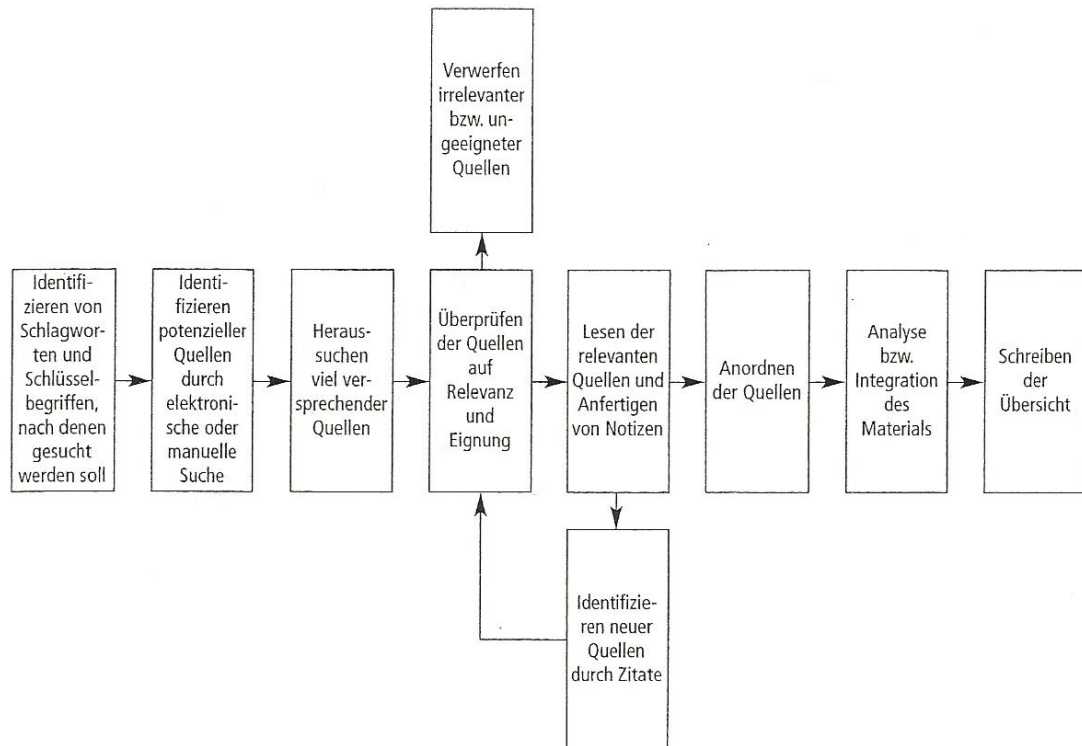 Verwerfen
irrelevanter
bzw. un-
geeigneter
Quellen
Identifi-
zieren von
Schlagwor-
ten und
Schlüssel-
begriffen,
nach denen
gesucht
werden soll
Identi-
fizieren
potenzieller
Quellen
durch
elektroni-
sche oder
manuelle
Suche
Heraus-
suchen
viel ver-
sprechender
Quellen
Überprüfen
der Quellen
auf
Relevanz
und
Eignung
Lesen der
relevanten
Quellen und
Anfertigen
von Notizen
Anordnen
der Quellen
Analyse
bzw.
Integration
des
Materials
Schreiben
der
Übersicht
Identifizie-
ren neuer
Quellen
durch Zitate